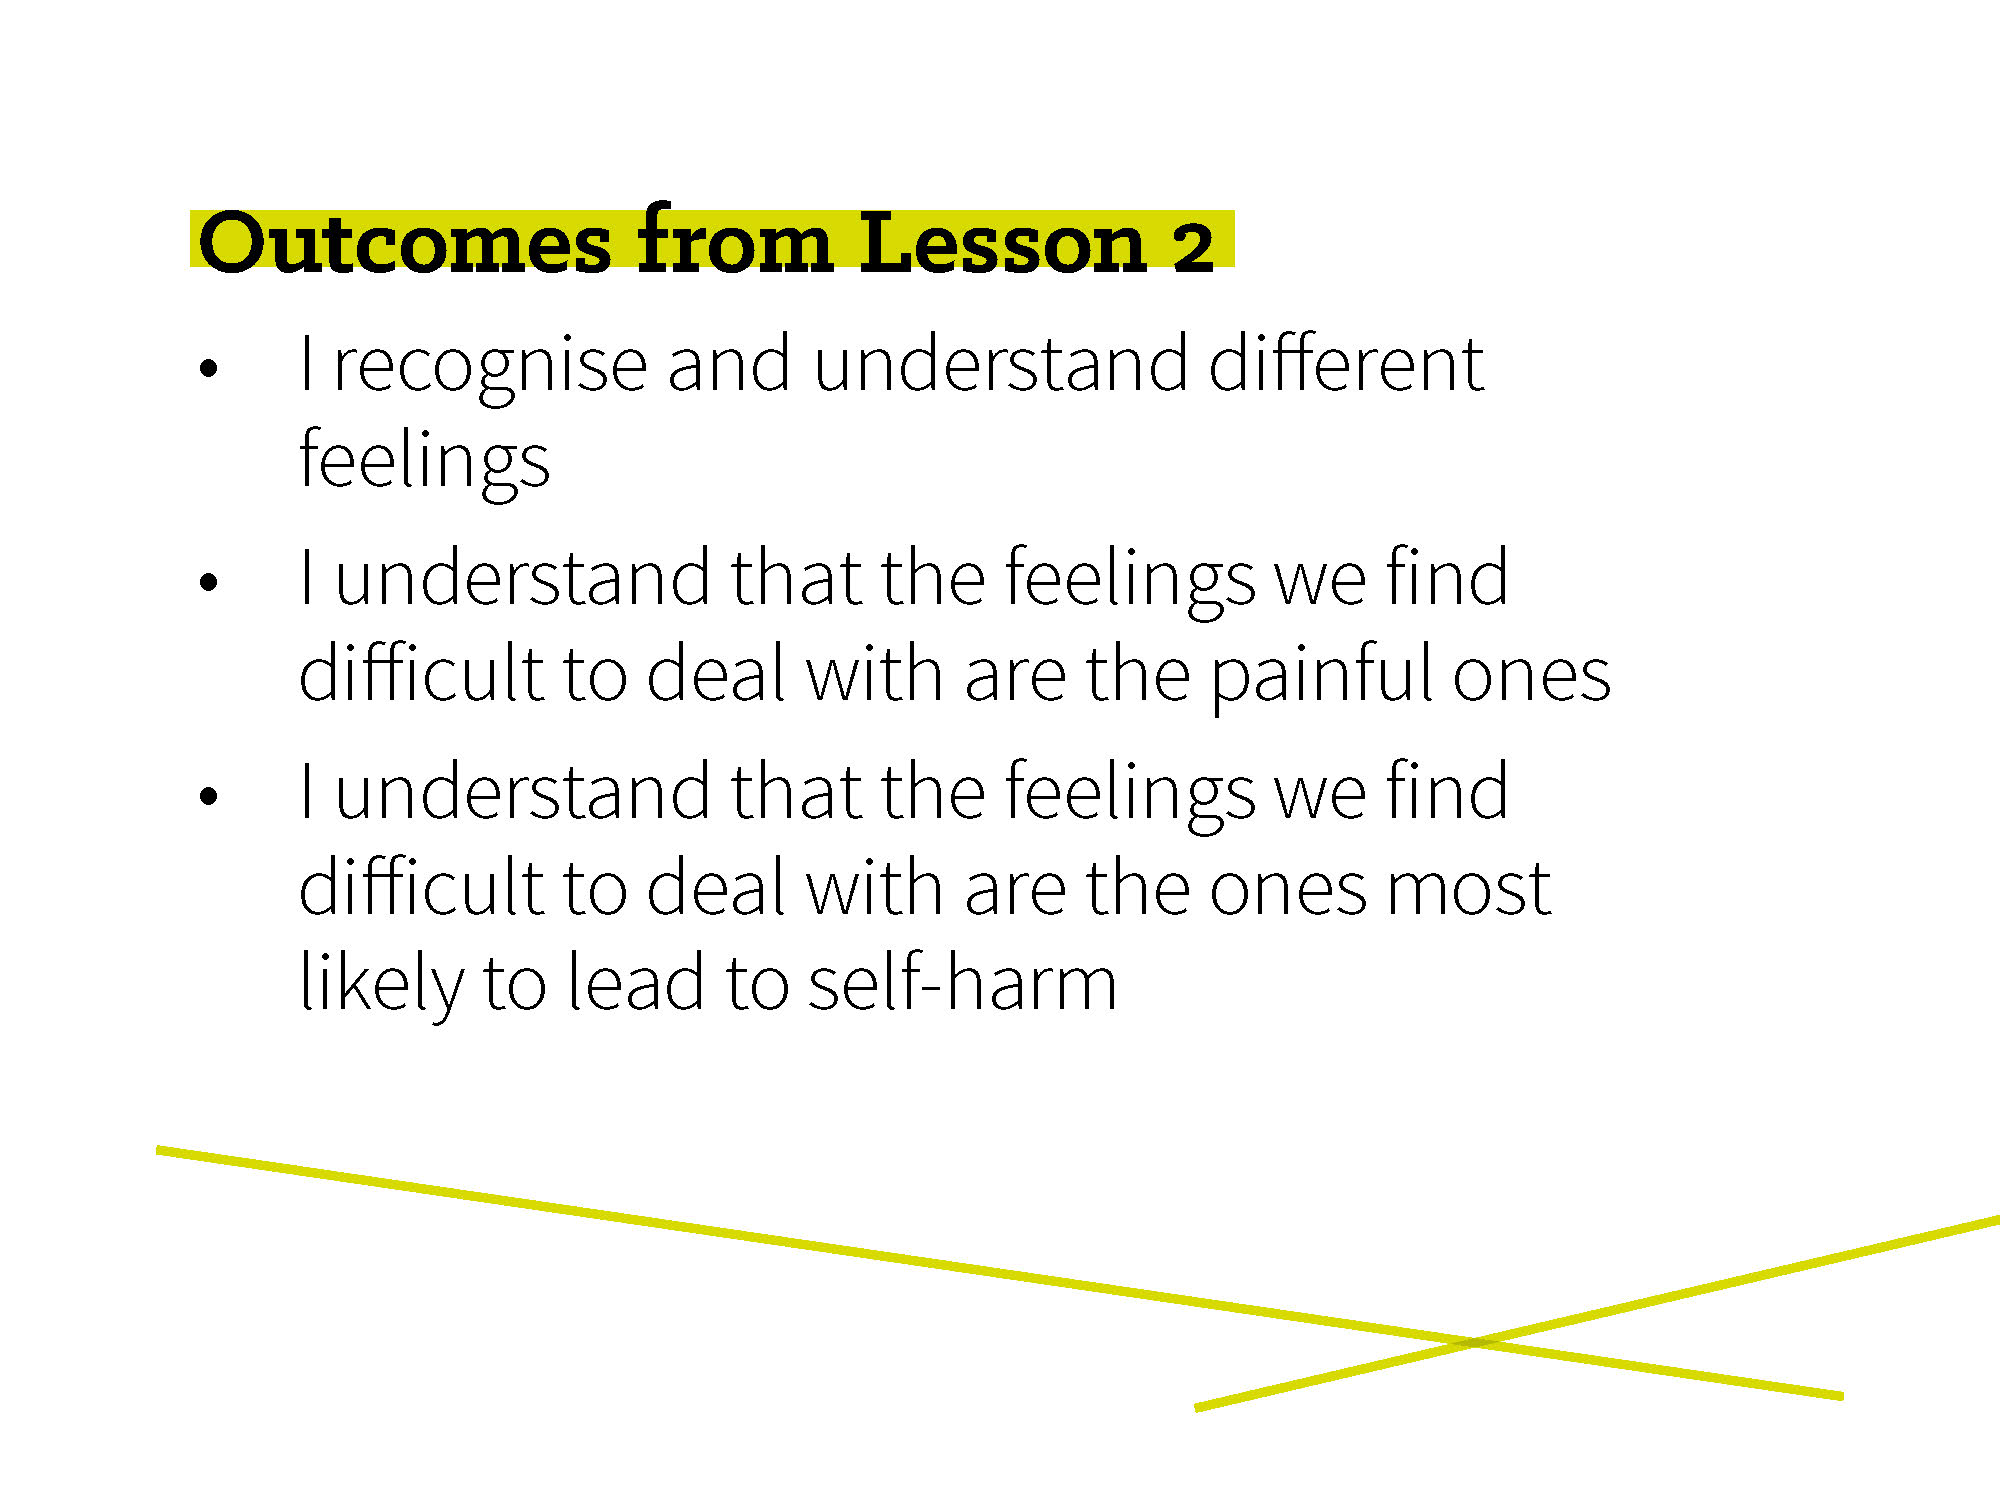 Outcomes from Lesson 2
• I recognise and understand different
feelings
• I understand that the feelings we find
difficult to deal with are the painful ones
• I understand that the feelings we find
difficult to deal with are the ones most
likely to lead to self-harm